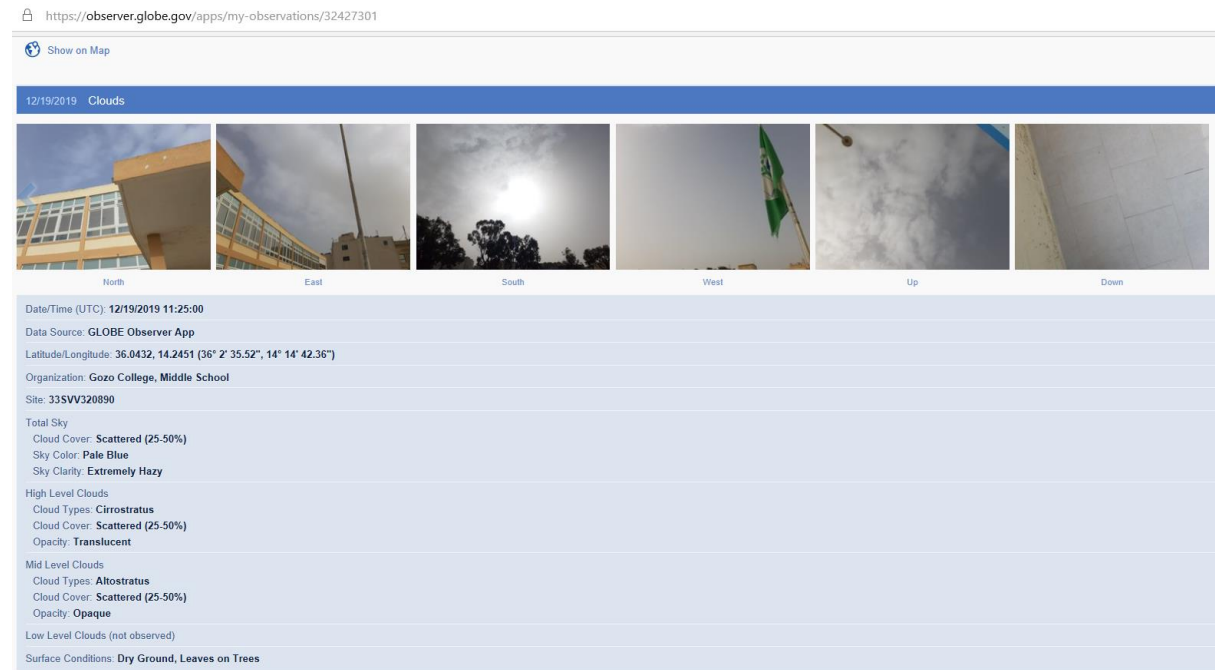 https://observer.globe.gov/apps/my-observations/32427301
Show on Map
12/19/2019 Clouds
North East South West Up Down
Date/Time (UTC): 12/19/2019 11:25:00
Data Source: GLOBE Observer App
Latitude/Longitude: 36.0432, 14.2451 (36° 2' 35.52", 14° 14' 42.36")
Organization: Gozo College, Middle School
Site: 33SVV320890
Total Sky
Cloud Cover: Scattered (25-50%)
Sky Color: Pale Blue
Sky Clarity: Extremely Hazy
High Level Clouds
Cloud Types: Cirrostratus
Cloud Cover: Scattered (25-50%)
Opacity: Translucent
Mid Level Clouds
Cloud Types: Altostratus
Cloud Cover: Scattered (25-50%)
Opacity: Opaque
Low Level Clouds (not observed)
Surface Conditions: Dry Ground, Leaves on Trees